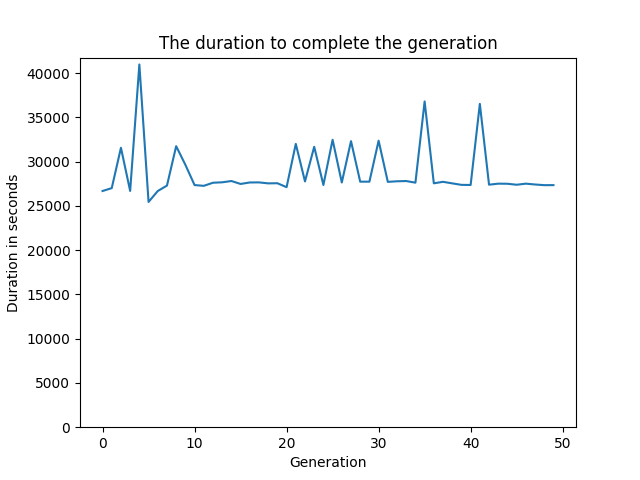 The duration to complete the generation
40000
35000
30000
25000
20000
15000
10000
5000
0
Duration in seconds
0 10 20 30 40 50
Generation